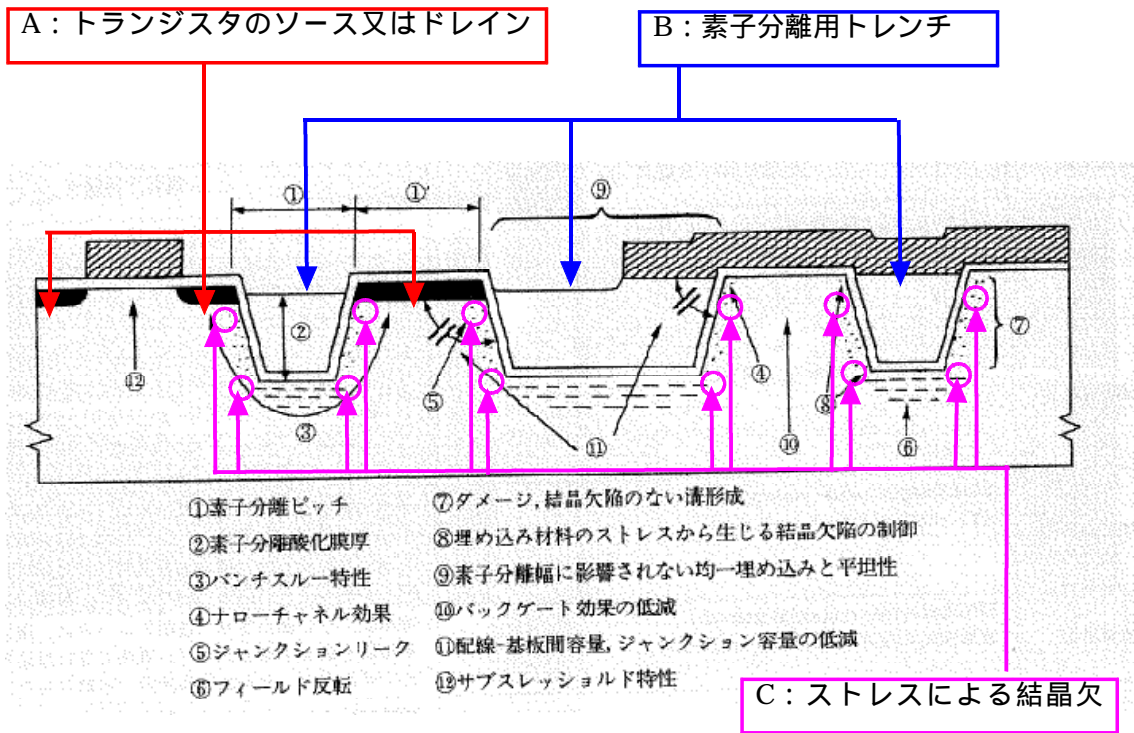 A：トランジスタのソース又はドレイン
B：素子分離用トレンチ
① ①' ⑨
② ⑦
⑫ ④
⑤ ⑧
③ ⑪ ⑩ ⑥
①素子分離ピッチ
②素子分離酸化膜厚
③パンチスルー特性
④ナローチャネル効果
⑤ジャンクションリーク
⑥フィールド反転
⑦ダメージ,結晶欠陥のない溝形成
⑧埋め込み材料のストレスから生じる結晶欠陥の制御
⑨素子分離幅に影響されない均一埋め込みと平坦性
⑩バックゲート効果の低減
⑪配線-基板間容量,ジャンクション容量の低減
⑫サブスレッショルド特性
C：ストレスによる結晶欠